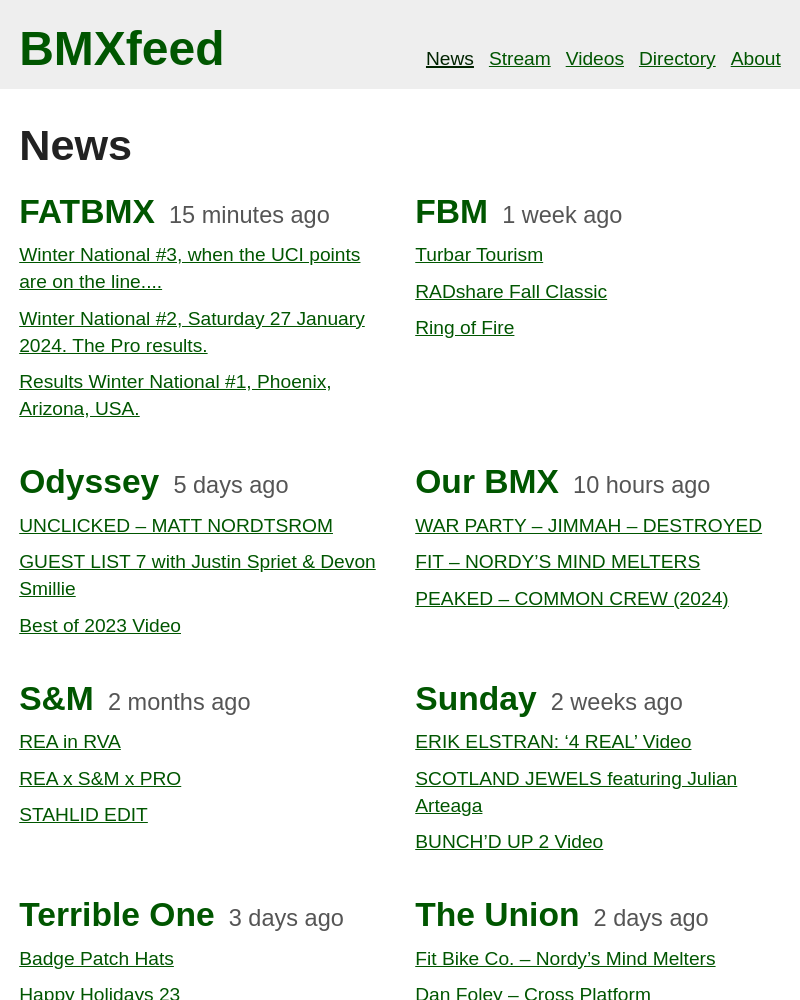 BMXfeed
News Stream Videos Directory About
News
FATBMX 15 minutes ago
Winter National #3, when the UCI points
are on the line....
Winter National #2, Saturday 27 January
2024. The Pro results.
Results Winter National #1, Phoenix,
Arizona, USA.
FBM 1 week ago
Turbar Tourism
RADshare Fall Classic
Ring of Fire
Odyssey 5 days ago
UNCLICKED – MATT NORDTSROM
GUEST LIST 7 with Justin Spriet & Devon
Smillie
Best of 2023 Video
Our BMX 10 hours ago
WAR PARTY – JIMMAH – DESTROYED
FIT – NORDY’S MIND MELTERS
PEAKED – COMMON CREW (2024)
S&M 2 months ago
REA in RVA
REA x S&M x PRO
STAHLID EDIT
Sunday 2 weeks ago
ERIK ELSTRAN: ‘4 REAL’ Video
SCOTLAND JEWELS featuring Julian
Arteaga
BUNCH’D UP 2 Video
Terrible One 3 days ago
Badge Patch Hats
Happy Holidays 23
The Union 2 days ago
Fit Bike Co. – Nordy’s Mind Melters
Dan Foley – Cross Platform